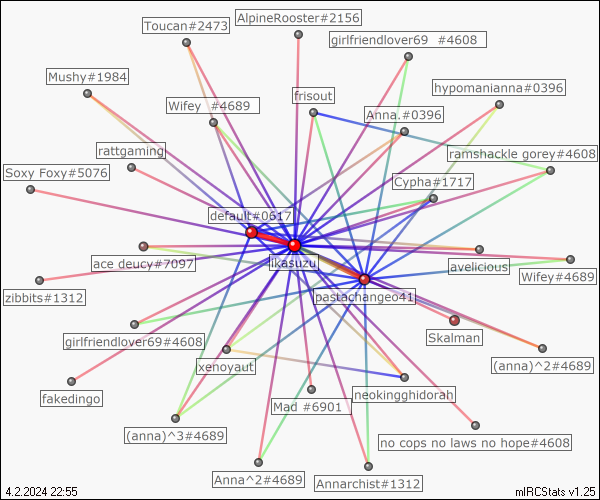 AlpineRooster#2156
Toucan#2473
girlfriendlover69 #4608
Mushy#1984
hypomanianna#0396
frisout
Wifey #4689
Anna.#0396
rattgaming
ramshackle gorey#4608
Soxy Foxy#5076
Cypha#1717
default#0617
ikasuzu
ace deucy#7097
avelicious
Wifey#4689
zibbits#1312
pastachangeo41
Skalman
girlfriendlover69#4608
xenoyaut
(anna)^2#4689
fakedingo
neokingghidorah
Mad #6901
(anna)^3#4689
no cops no laws no hope#4608
Anna^2#4689
Annarchist#1312
4.2.2024 22:55
mIRCStats v1.25